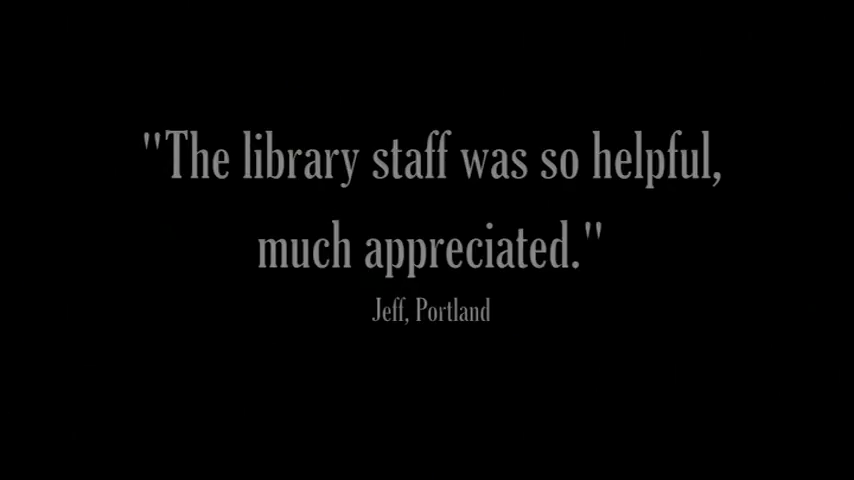 "The library staff was so helpful,
much appreciated."
Jeff, Portland